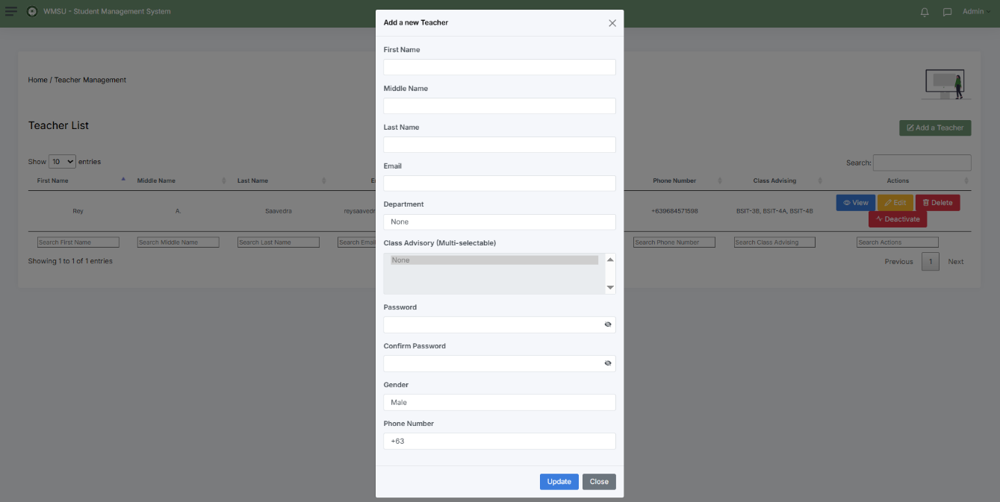 WMSU - Student Management System
Admin
Home / Teacher Management
Teacher List
Add a Teacher
Show 10 entries
Search:
First Name Middle Name Last Name Phone Number Class Advising Actions
Rey A. Saavedra reysaavedr +639684571598 BSIT-3B, BSIT-4A, BSIT-4B View Edit Delete
Deactivate
Search First Name Search Middle Name Search Last Name Search Email Search Phone Number Search Class Advising Search Actions
Showing 1 to 1 of 1 entries
Previous 1 Next
Add a new Teacher
First Name
Middle Name
Last Name
Email
Department
None
Class Advisory (Multi-selectable)
None
Password
Confirm Password
Gender
Male
Phone Number
+63
Update Close